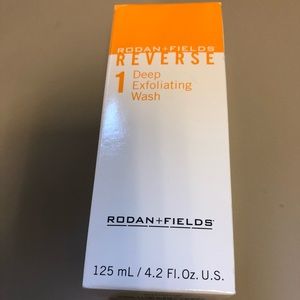 RODAN+FIELDS
REVERSE
1 Deep
Exfoliating
Wash
RODAN+FIELDS®
125 mL / 4.2 Fl.Oz. U.S.